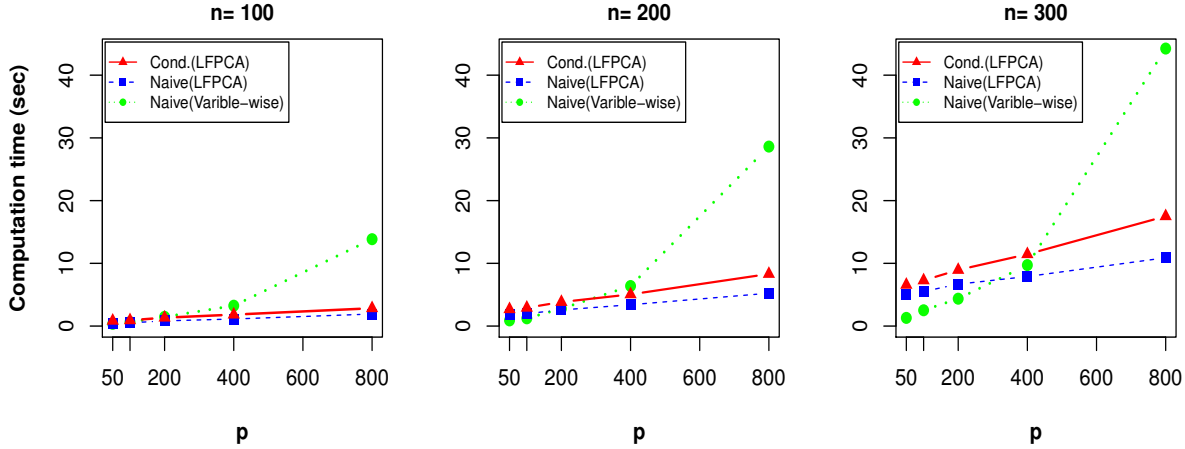 n= 100
Computation time (sec)
40
30
20
10
0
Cond.(LFPCA)
Naive(LFPCA)
Naive(Varible-wise)
50 200 400 600 800
p
n= 200
40
30
20
10
0
Cond.(LFPCA)
Naive(LFPCA)
Naive(Varible-wise)
50 200 400 600 800
p
n= 300
40
30
20
10
0
Cond.(LFPCA)
Naive(LFPCA)
Naive(Varible-wise)
50 200 400 600 800
p